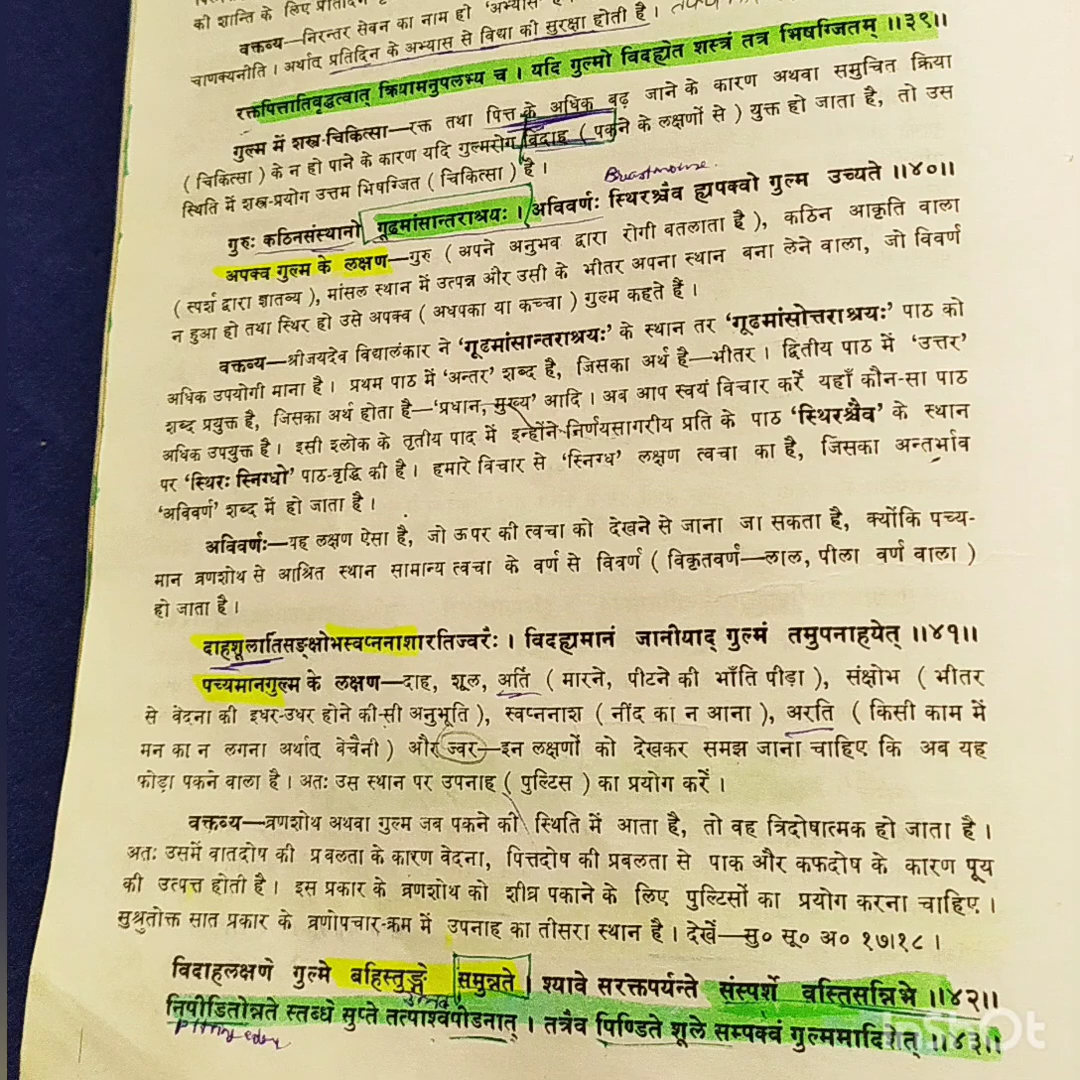 की शान्ति के लिए प्रतिदिन
वक्तव्य—निरन्तर सेवन का नाम हो 'अभ्यास' है
चाणक्यनीति । अर्थात् प्रतिदिन के अभ्यास से विद्या की सुरक्षा होती है ।
रक्तपित्तातिवृद्धत्वात् क्रियामनुपलभ्य च । यदि गुल्मो विदह्येत शस्त्रं तत्र भिषग्जितम् ॥३९॥
गुल्म में शस्त्र-चिकित्सा—रक्त तथा पित्त के अधिक बढ़ जाने के कारण अथवा समुचित क्रिया
( चिकित्सा ) के न हो पाने के कारण यदि गुल्मरोग विदाह ( पकने के लक्षणों से ) युक्त हो जाता है, तो उस
स्थिति में शस्त्र-प्रयोग उत्तम भिषग्जित ( चिकित्सा ) है ।
गुरुः कठिनसंस्थानो गूढमांसान्तराश्रयः । अविवर्णः स्थिरश्चैव ह्यपक्वो गुल्म उच्यते ॥४०॥
अपक्व गुल्म के लक्षण—गुरु ( अपने अनुभव द्वारा रोगी बतलाता है ), कठिन आकृति वाला
( स्पर्श द्वारा ज्ञातव्य ), मांसल स्थान में उत्पन्न और उसी के भीतर अपना स्थान बना लेने वाला, जो विवर्ण
न हुआ हो तथा स्थिर हो उसे अपक्व ( अधपका या कच्चा ) गुल्म कहते हैं ।
वक्तव्य—श्रीजयदेव विद्यालंकार ने 'गूढमांसान्तराश्रयः' के स्थान तर 'गूढमांसोत्तराश्रयः' पाठ को
अधिक उपयोगी माना है । प्रथम पाठ में 'अन्तर' शब्द है, जिसका अर्थ है—भीतर । द्वितीय पाठ में 'उत्तर'
शब्द प्रयुक्त है, जिसका अर्थ होता है—'प्रधान, मुख्य' आदि । अब आप स्वयं विचार करें यहाँ कौन-सा पाठ
अधिक उपयुक्त है । इसी श्लोक के तृतीय पाद में इन्होंने निर्णयसागरीय प्रति के पाठ 'स्थिरश्चैव' के स्थान
पर 'स्थिरः स्निग्धो' पाठ-वृद्धि की है । हमारे विचार से 'स्निग्ध' लक्षण त्वचा का है, जिसका अन्तर्भाव
'अविवर्ण' शब्द में हो जाता है ।
अविवर्णः—यह लक्षण ऐसा है, जो ऊपर की त्वचा को देखने से जाना जा सकता है, क्योंकि पच्य-
मान व्रणशोथ से आश्रित स्थान सामान्य त्वचा के वर्ण से विवर्ण ( विकृतवर्ण—लाल, पीला वर्ण वाला )
हो जाता है ।
दाहशूलार्तिसङ्क्षोभस्वप्ननाशारतिज्वरैः । विदह्यमानं जानीयाद् गुल्मं तमुपनाहयेत् ॥४१॥
पच्यमानगुल्म के लक्षण—दाह, शूल, अर्ति ( मारने, पीटने की भाँति पीड़ा ), संक्षोभ ( भीतर
से वेदना की इधर-उधर होने की-सी अनुभूति ), स्वप्ननाश ( नींद का न आना ), अरति ( किसी काम में
मन का न लगना अर्थात् बेचैनी ) और ज्वर—इन लक्षणों को देखकर समझ जाना चाहिए कि अब यह
फोड़ा पकने वाला है । अतः उस स्थान पर उपनाह ( पुल्टिस ) का प्रयोग करें ।
वक्तव्य—व्रणशोथ अथवा गुल्म जब पकने की स्थिति में आता है, तो वह त्रिदोषात्मक हो जाता है ।
अतः उसमें वातदोष की प्रबलता के कारण वेदना, पित्तदोष की प्रबलता से पाक और कफदोष के कारण पूय
की उत्पत्त होती है । इस प्रकार के व्रणशोथ को शीघ्र पकाने के लिए पुल्टिसों का प्रयोग करना चाहिए ।
सुश्रुतोक्त सात प्रकार के व्रणोपचार-क्रम में उपनाह का तीसरा स्थान है । देखें—सु० सू० अ० १७।१८ ।
विदाहलक्षणे गुल्मे बहिस्तुङ्गे समुन्नते । श्यावे सरक्तपर्यन्ते संस्पर्शे वस्तिसन्निभे ॥४२॥
निपीडितोन्नते स्तब्धे सुप्ते तत्पार्श्वपीडनात् । तत्रैव पिण्डिते शूले सम्पक्वं गुल्ममादिशेत् ॥४३॥
InShOt